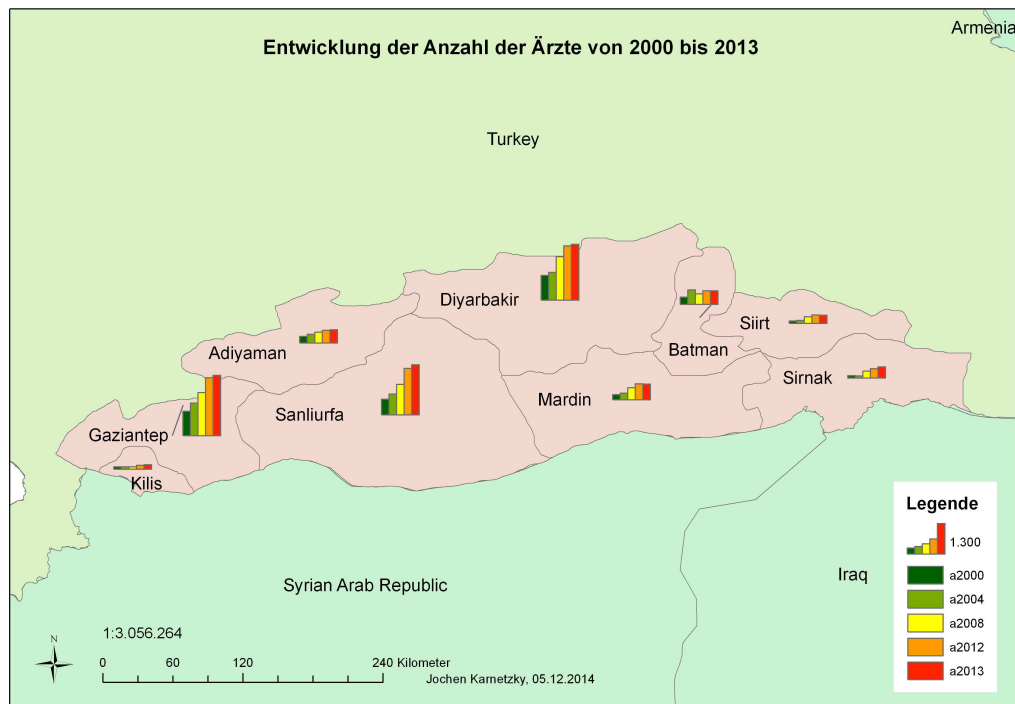 Armenia
Entwicklung der Anzahl der Ärzte von 2000 bis 2013
Turkey
Diyarbakir
Siirt
Adiyaman
Batman
Sirnak
Mardin
Sanliurfa
Gaziantep
Kilis
Legende
1.300
a2000
a2004
a2008
a2012
a2013
Iraq
Syrian Arab Republic
N
1:3.056.264
0 60 120 240 Kilometer
Jochen Karnetzky, 05.12.2014